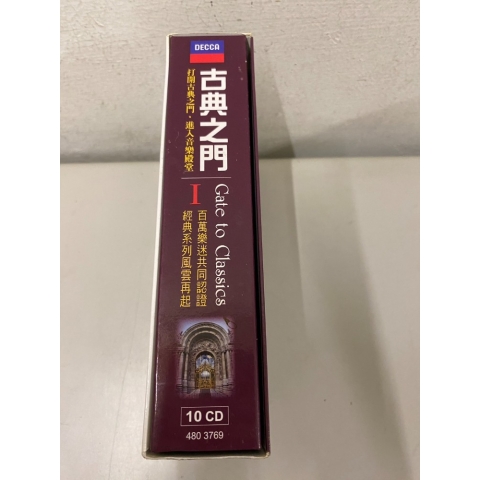 DECCA
古典之門
打開古典之門，進入音樂殿堂
I
Gate to Classics
百萬樂迷共同認證
經典系列風雲再起
10 CD
480 3769